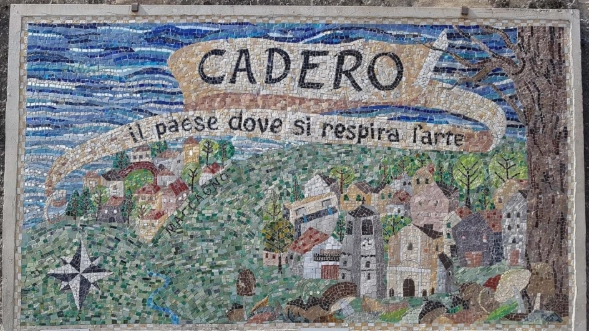 CADERO
il paese dove si respira l'arte